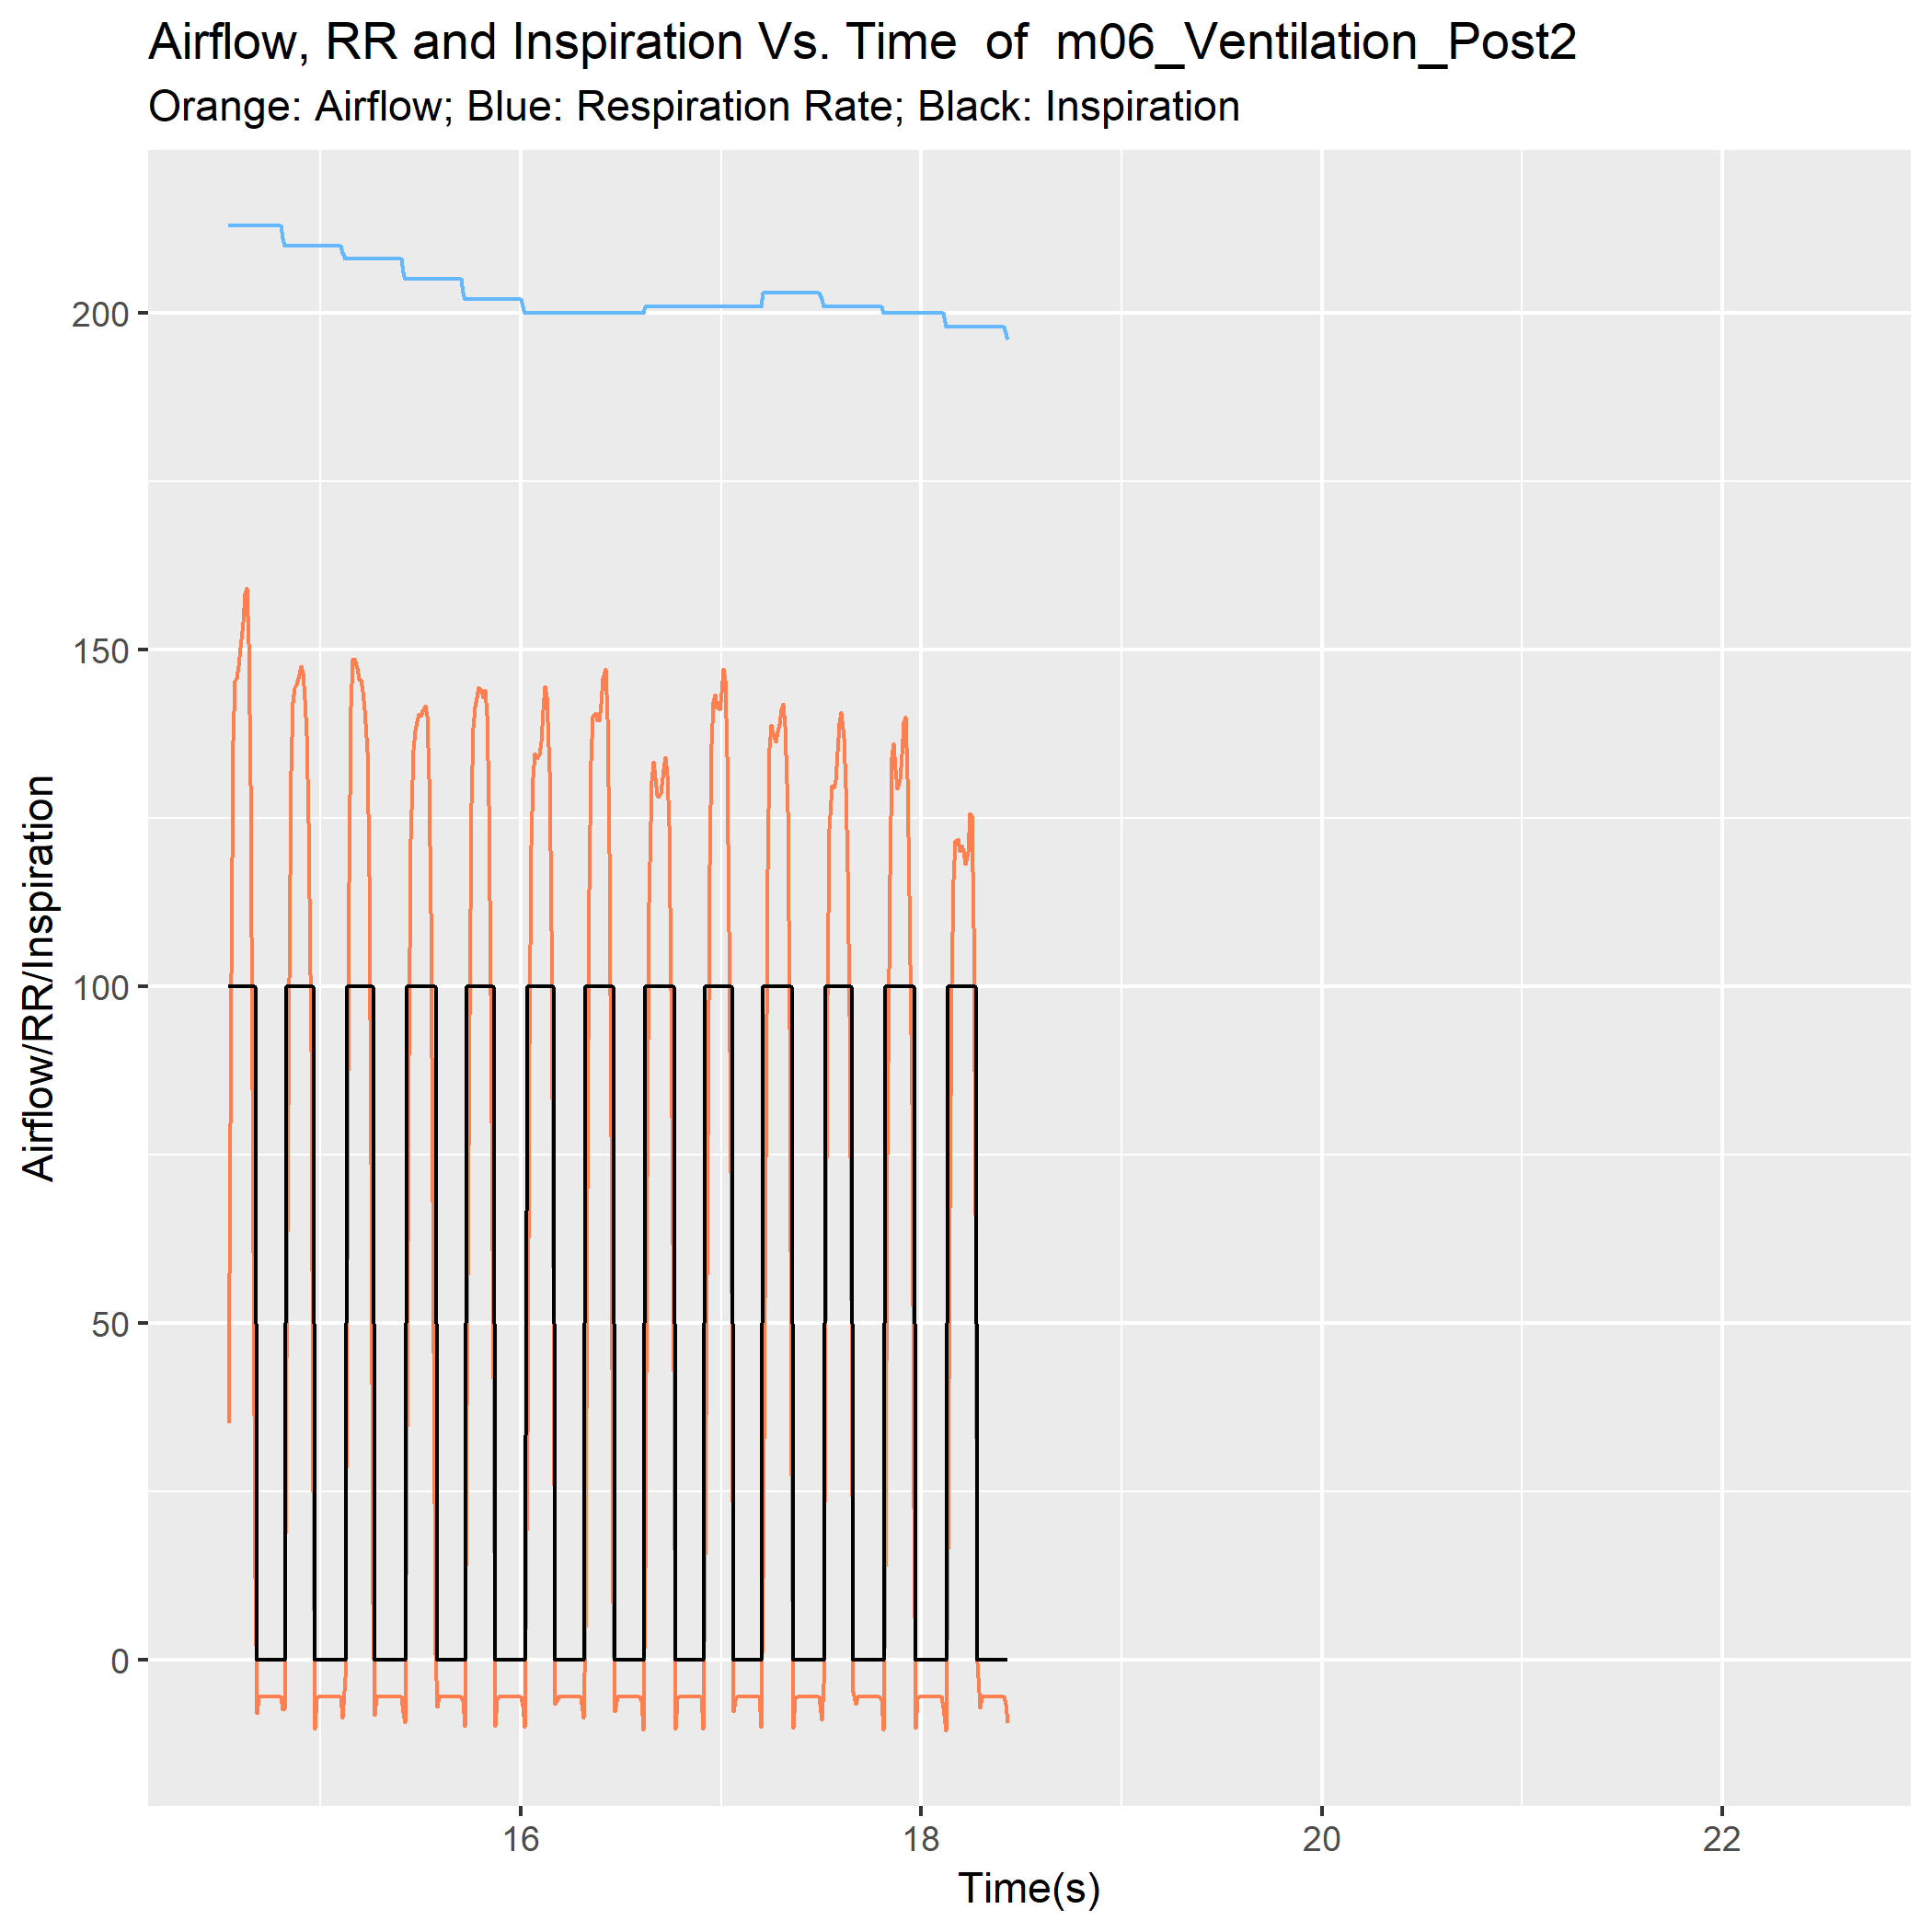 Airflow, RR and Inspiration Vs. Time  of  m06_Ventilation_Post2
Orange: Airflow; Blue: Respiration Rate; Black: Inspiration
Airflow/RR/Inspiration
200
150
100
50
0
16 18 20 22
Time(s)